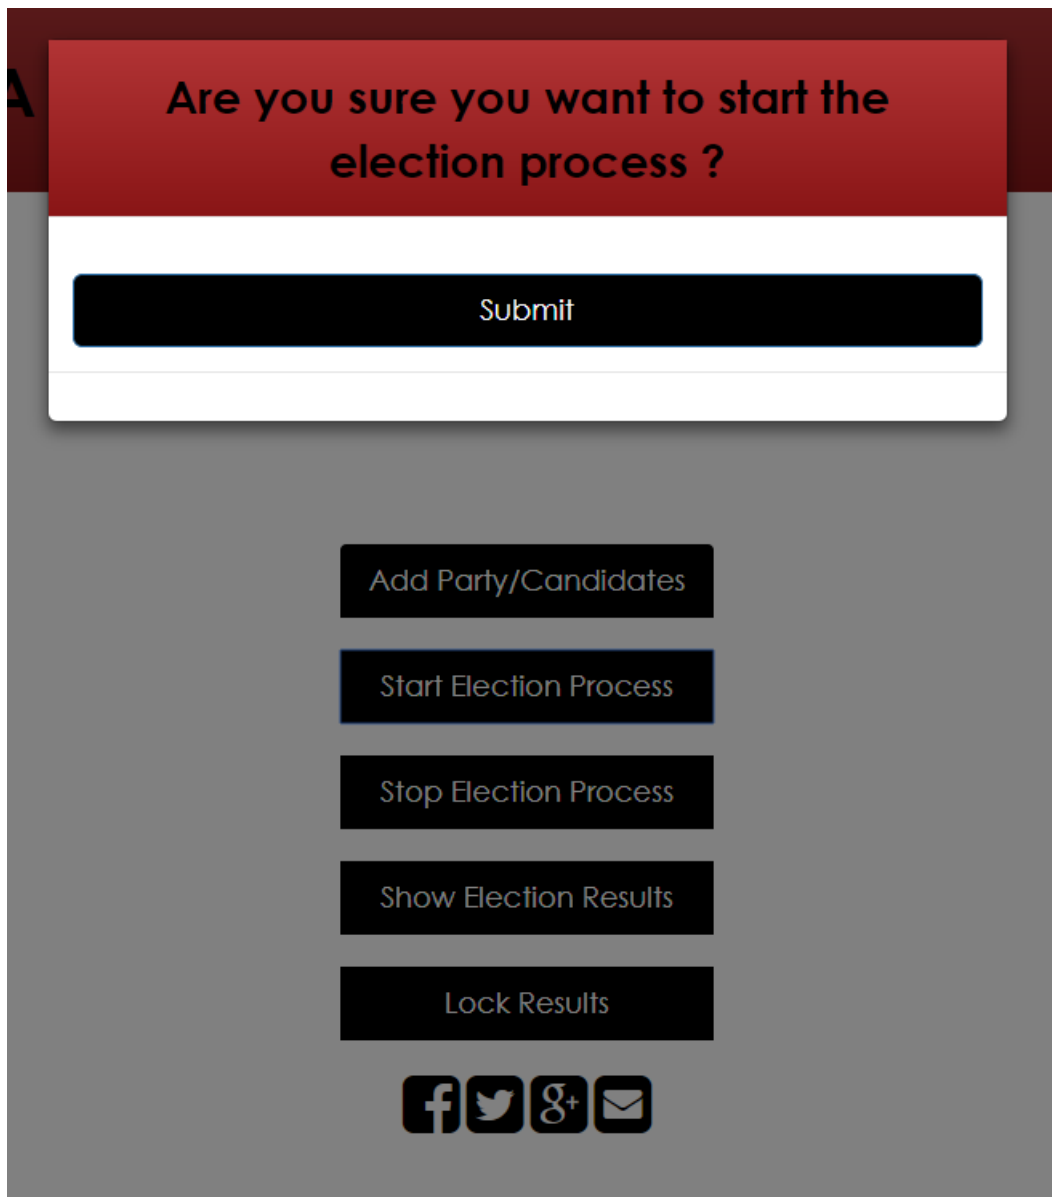 A
Are you sure you want to start the
election process ?
Submit
Add Party/Candidates
Start Election Process
Stop Election Process
Show Election Results
Lock Results